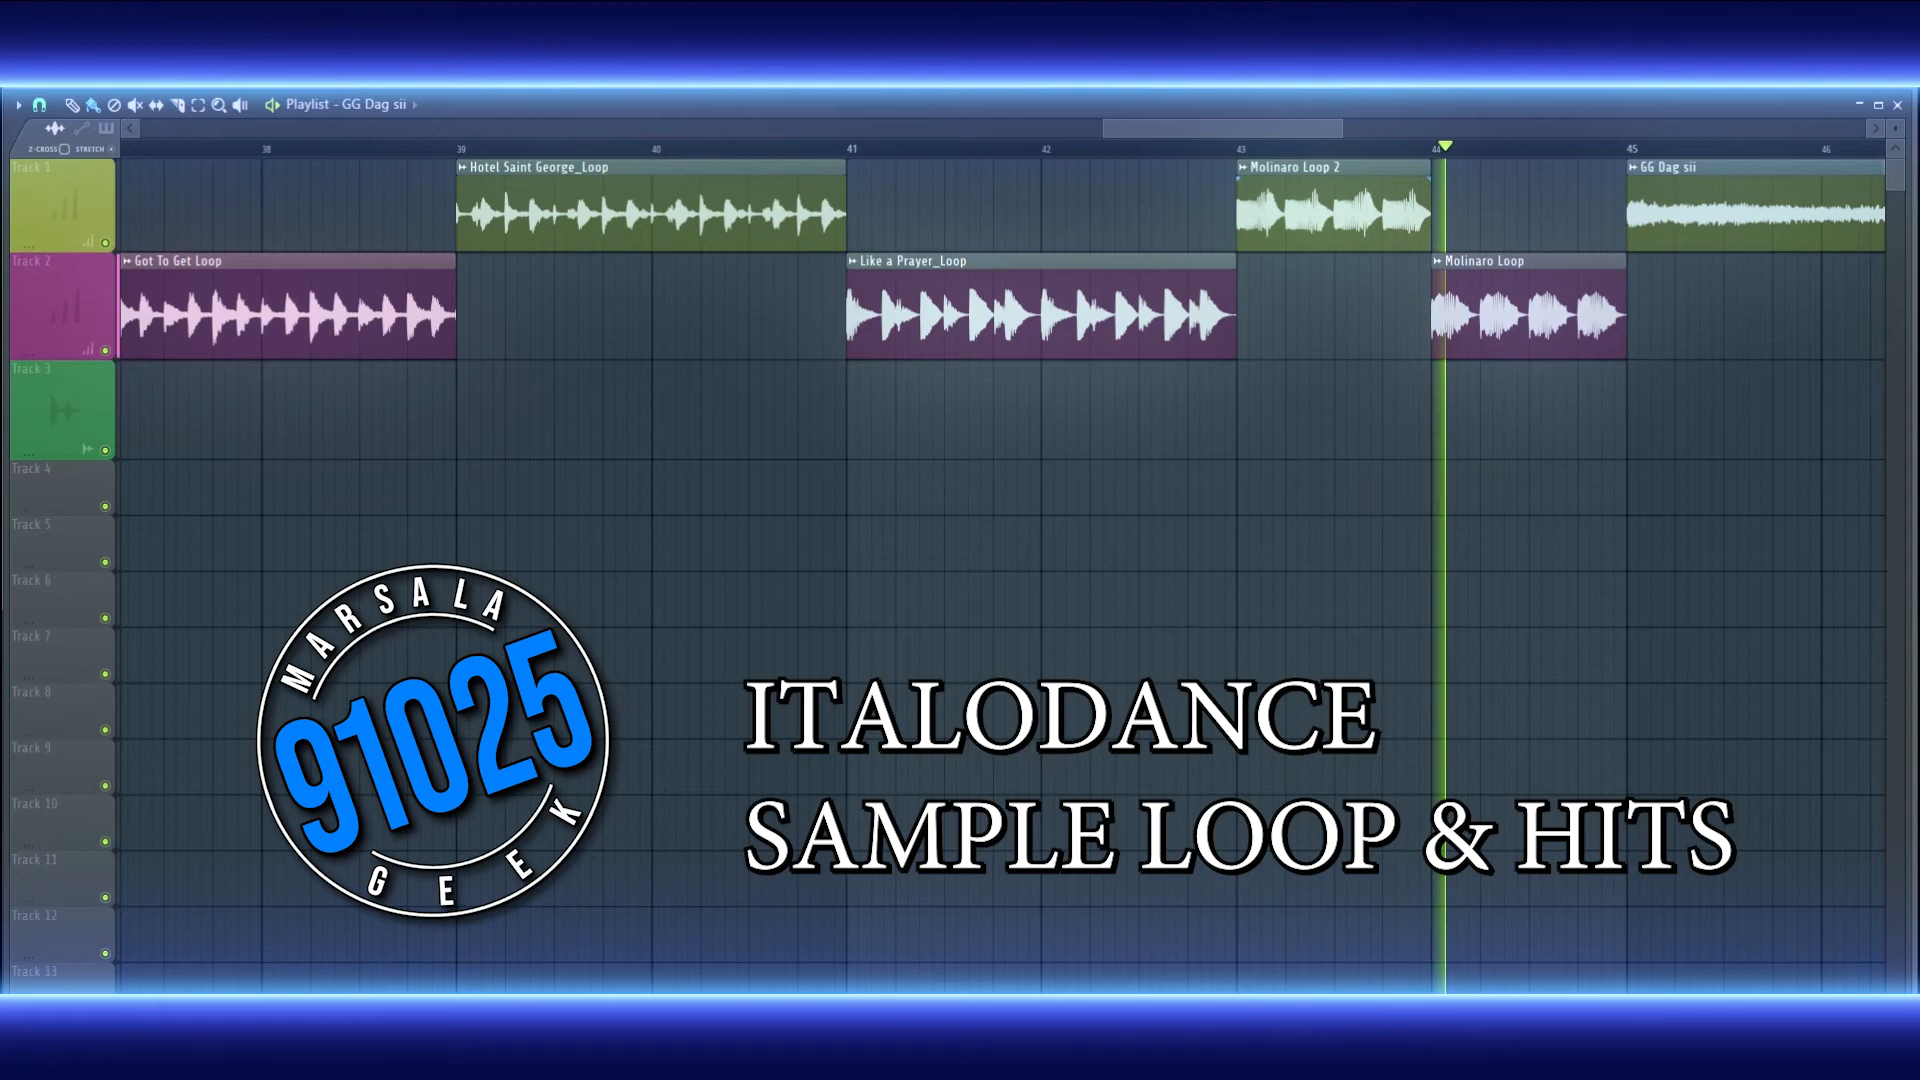 Playlist - GG Dag sii
Z-CROSS STRETCH
38 39 40 41 42 43 44 45 46
Track 1
Hotel Saint George_Loop
Molinaro Loop 2
GG Dag sii
Track 2
Got To Get Loop
Like a Prayer_Loop
Molinaro Loop
Track 3
Track 4
Track 5
Track 6
Track 7
Track 8
Track 9
Track 10
Track 11
Track 12
Track 13
MARSALA
91025
GEEK
ITALODANCE
SAMPLE LOOP & HITS